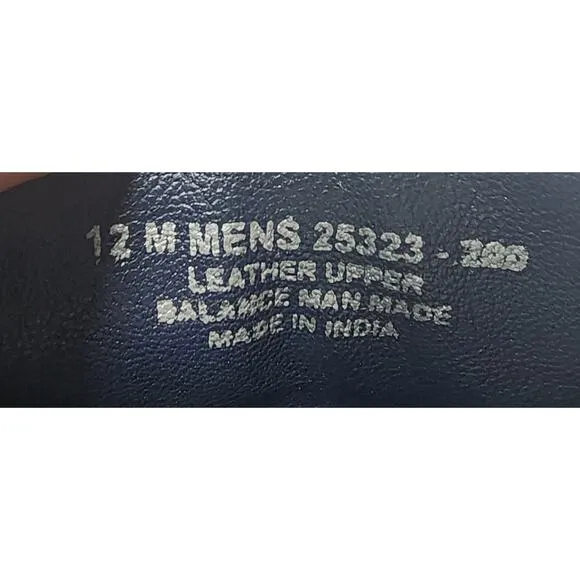 12 M MENS 25323 -
LEATHER UPPER
BALANCE MAN.MADE
MADE IN INDIA